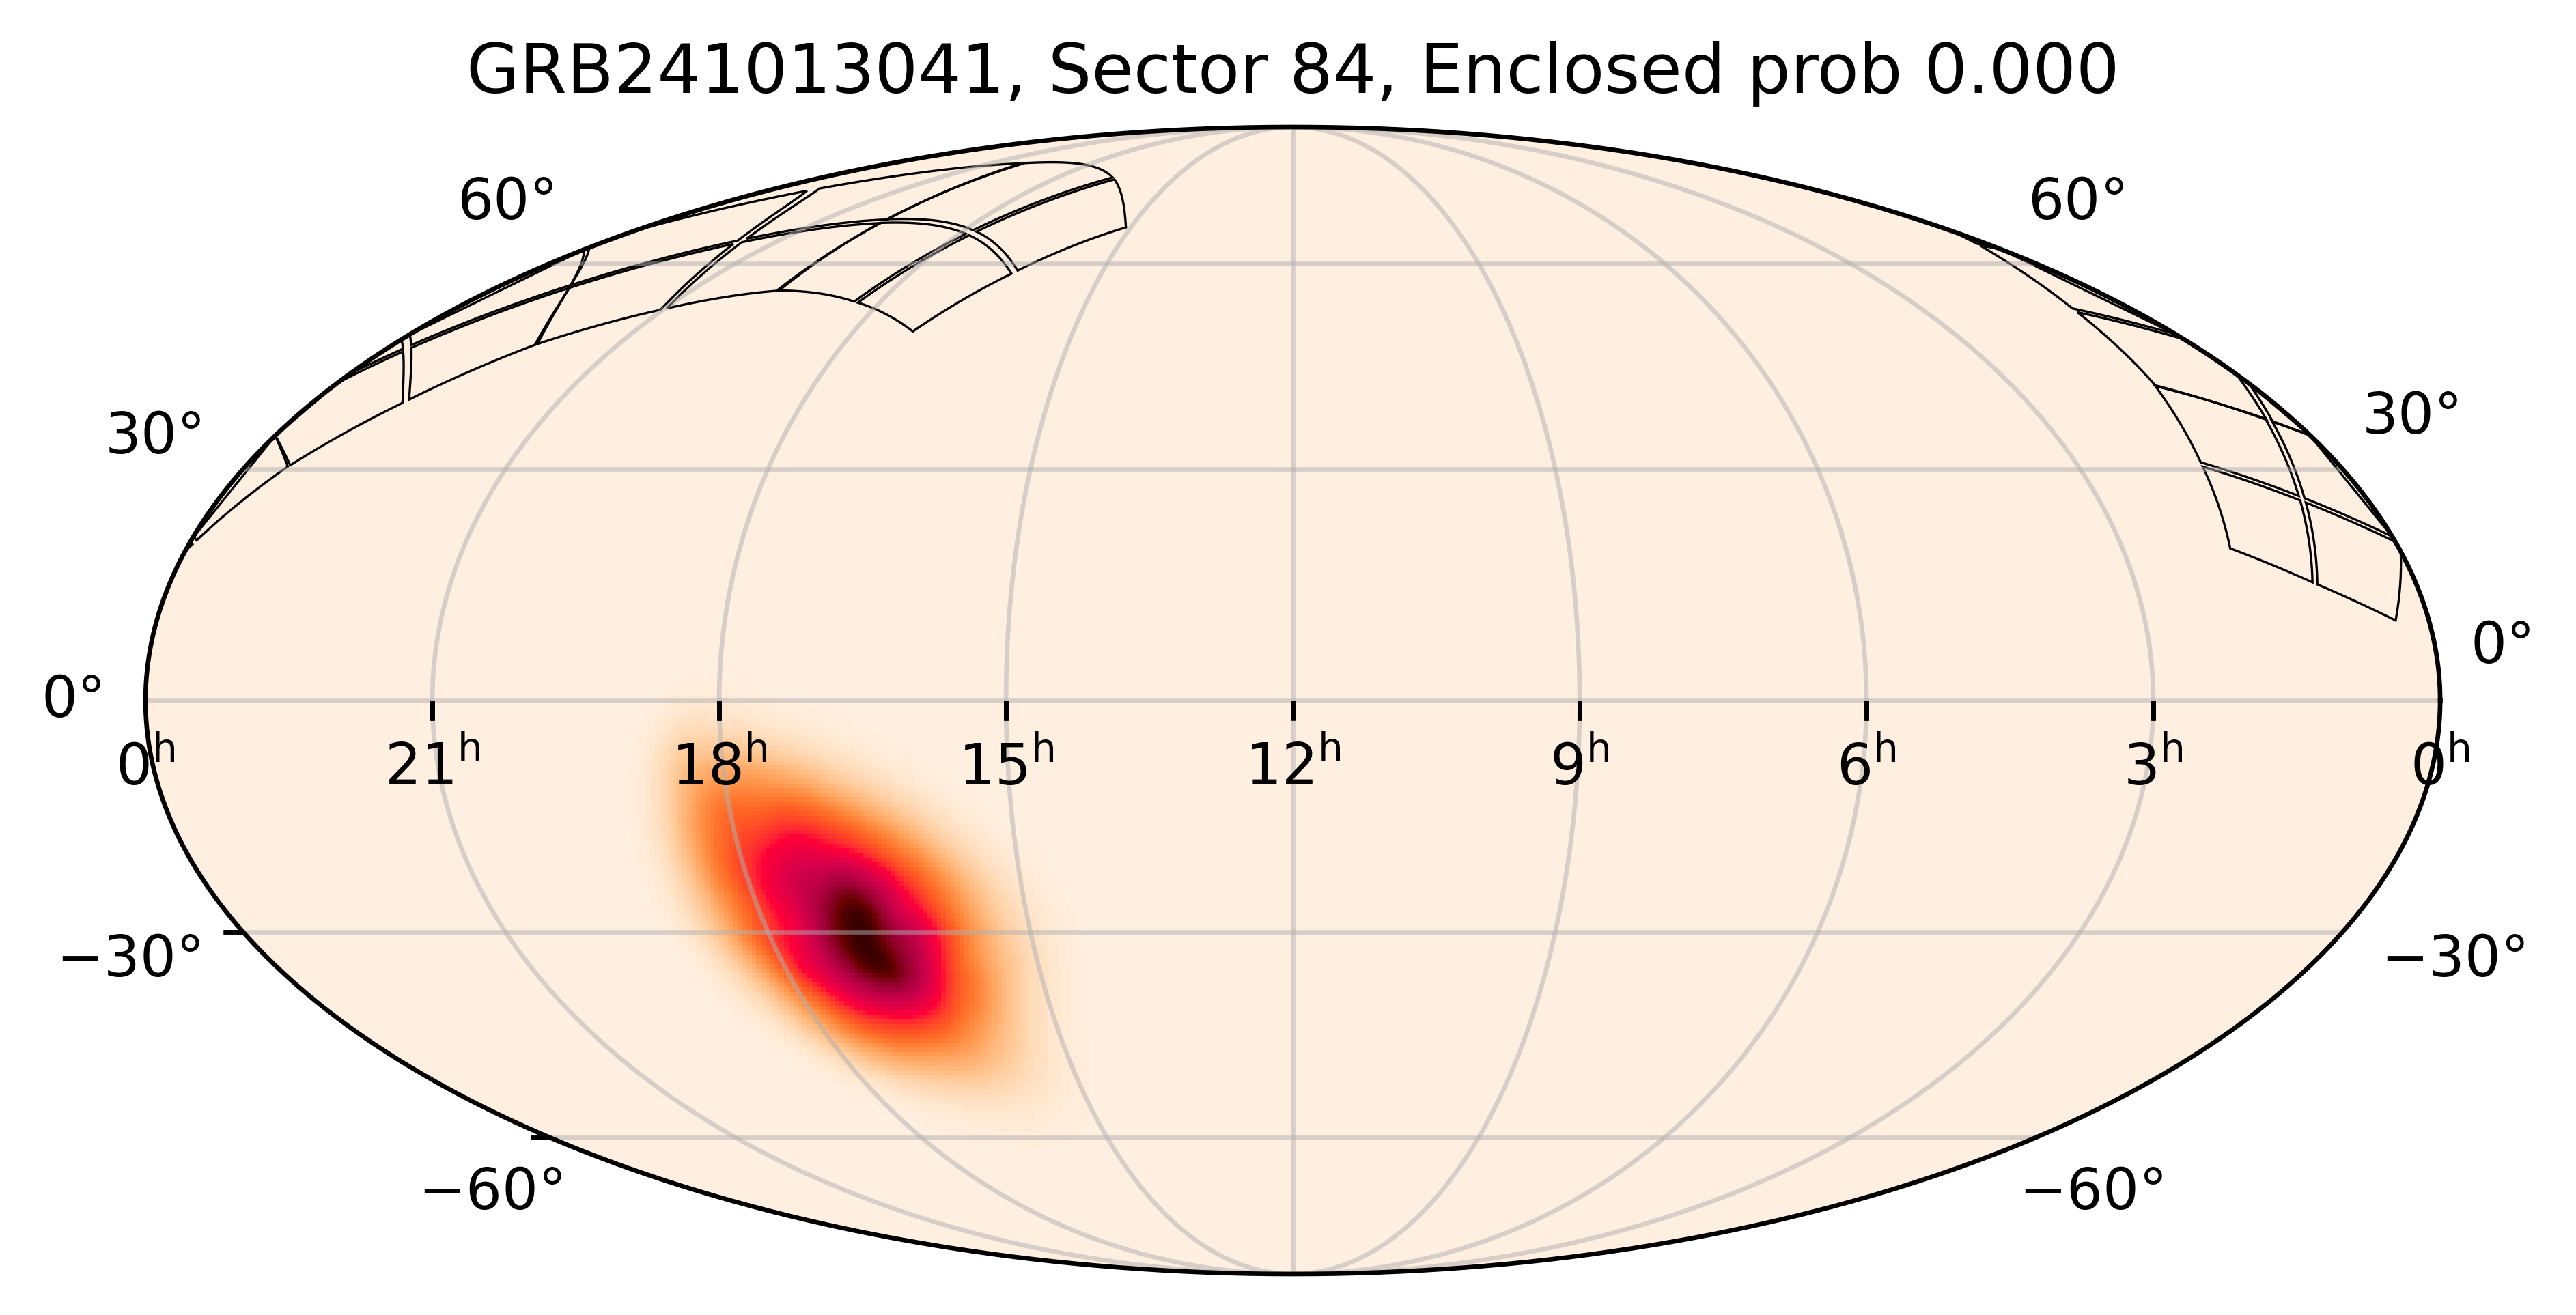 GRB241013041, Sector 84, Enclosed prob 0.000
60° 60°
30° 30°
0° 0°
0ʰ 21ʰ 18ʰ 15ʰ 12ʰ 9ʰ 6ʰ 3ʰ 0ʰ
−30° −30°
−60° −60°